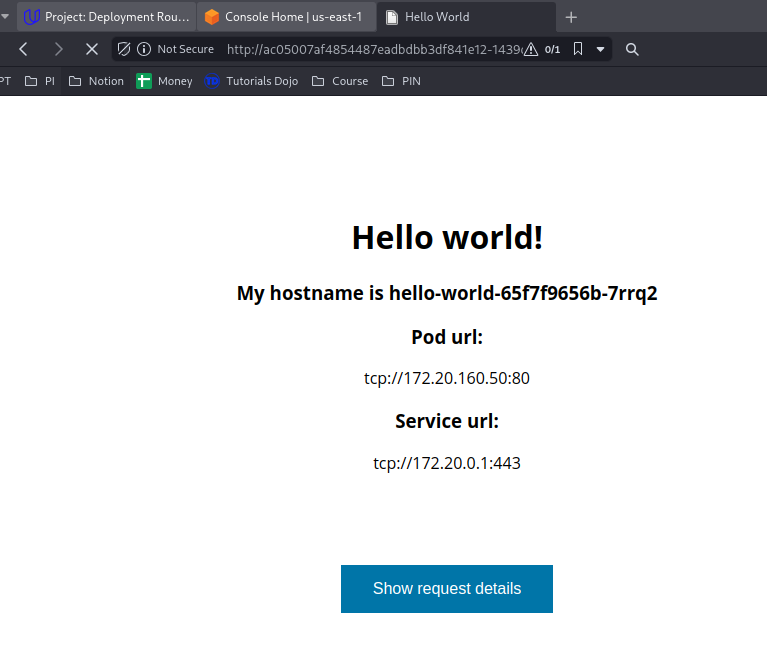 Project: Deployment Rou...
Console Home | us-east-1
Hello World
Not Secure
http://ac05007af4854487eadbdbb3df841e12-1439
0/1
PT
PI
Notion
Money
TD
Tutorials Dojo
Course
PIN
Hello world!
My hostname is hello-world-65f7f9656b-7rrq2
Pod url:
tcp://172.20.160.50:80
Service url:
tcp://172.20.0.1:443
Show request details